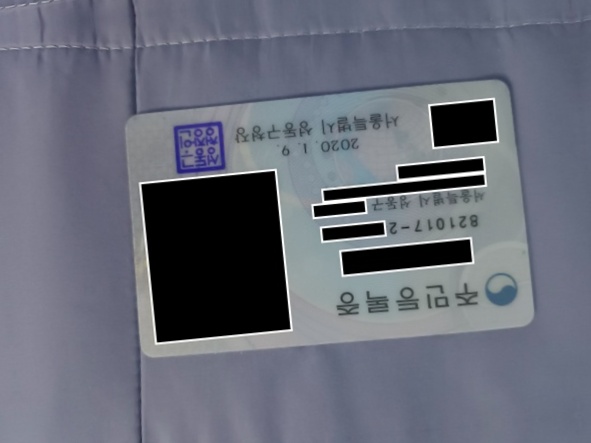 주민등록증
821017-2
서울특별시 성동구
2020. 1. 9.
서울특별시 성동구청장